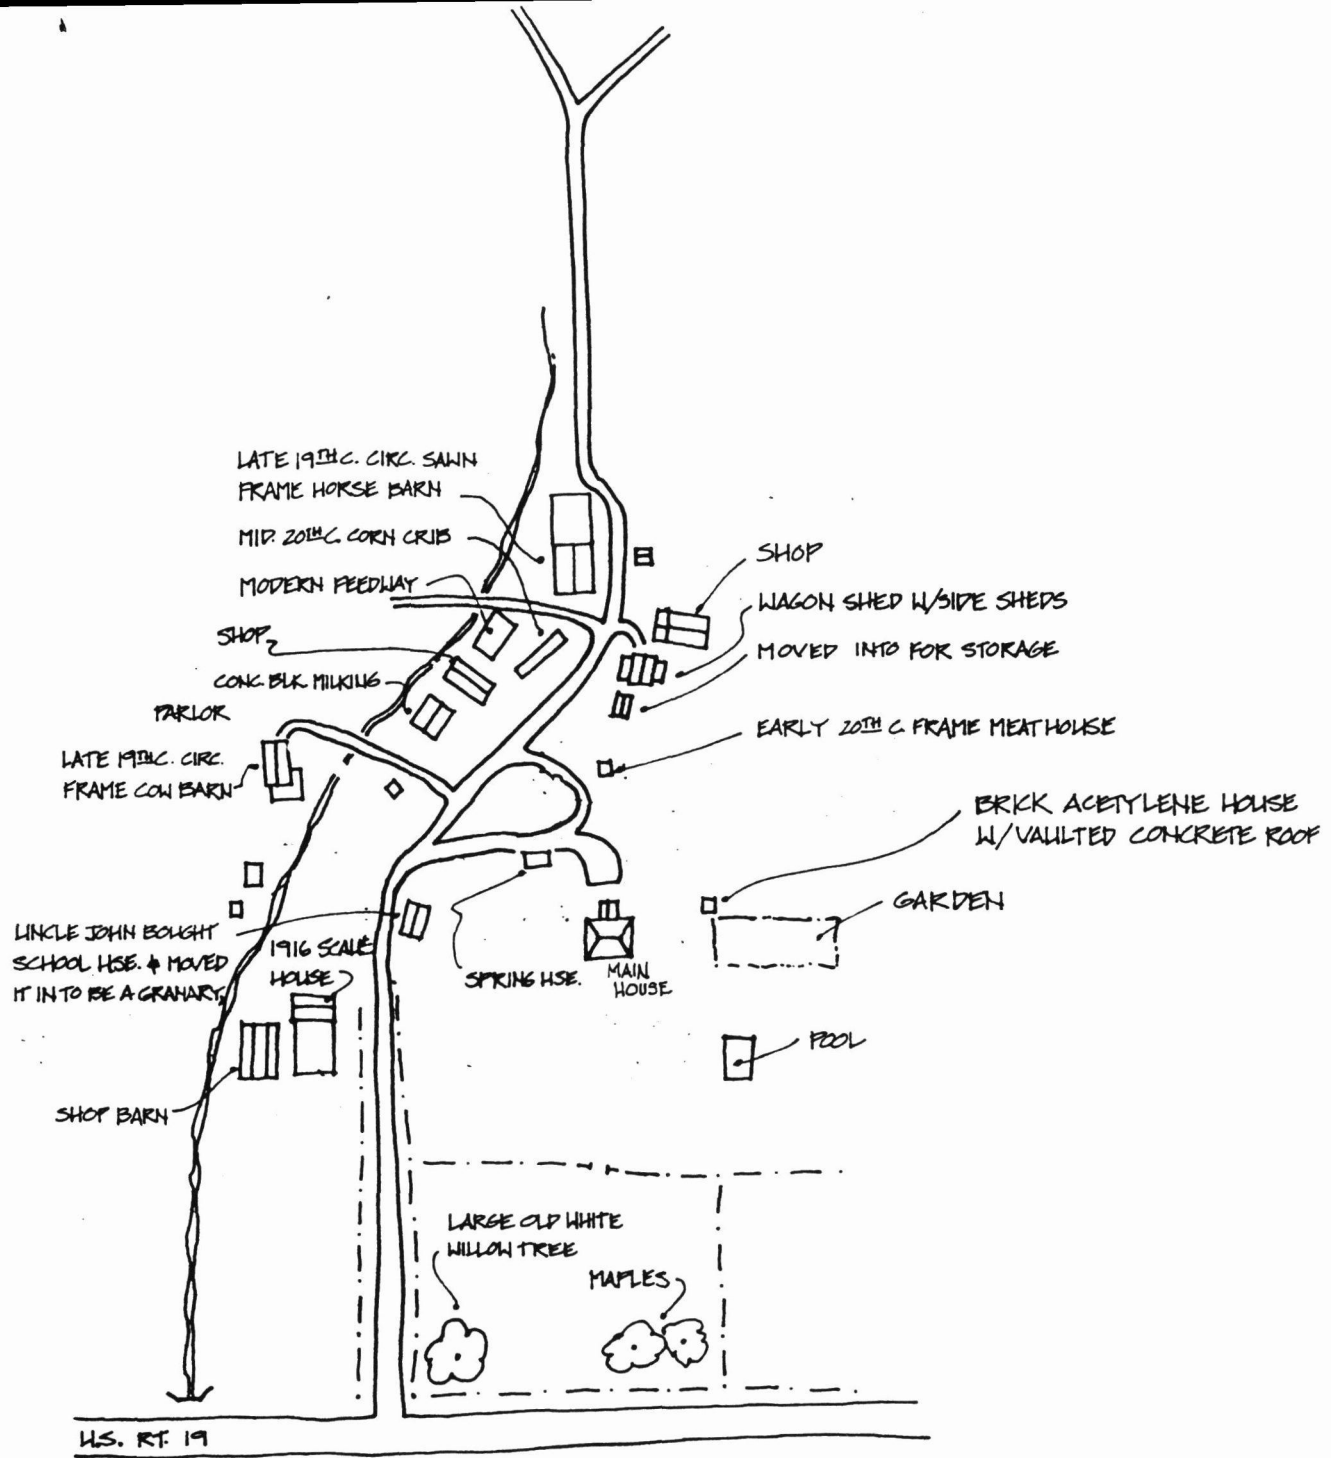 LATE 19TH C. CIRC. SAWN
FRAME HORSE BARN
MID. 20TH C. CORN CRIB
MODERN FEEDWAY
SHOP
CONC. BLK. MILKING
PARLOR
LATE 19TH C. CIRC.
FRAME COW BARN
SHOP
WAGON SHED W/SIDE SHEDS
MOVED INTO FOR STORAGE
EARLY 20TH C. FRAME MEATHOUSE
BRICK ACETYLENE HOUSE
W/VAULTED CONCRETE ROOF
GARDEN
UNCLE JOHN BOUGHT
SCHOOL HSE. & MOVED
IT IN TO BE A GRANARY.
1916 SCALE
HOUSE
SPRING HSE.
MAIN
HOUSE
POOL
SHOP BARN
LARGE OLD WHITE
WILLOW TREE
MAPLES
U.S. RT. 19